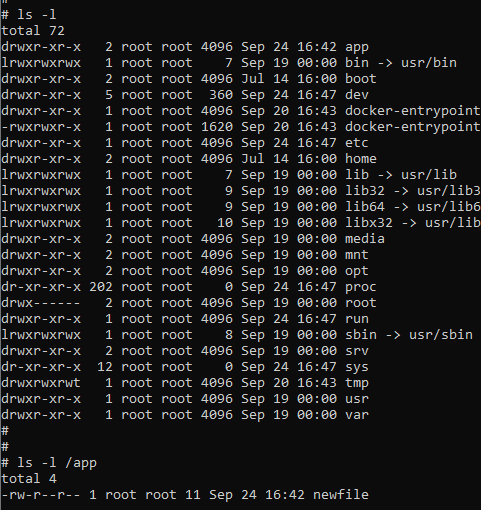 #
# ls -l
total 72
drwxr-xr-x   2 root root 4096 Sep 24 16:42 app
lrwxrwxrwx   1 root root    7 Sep 19 00:00 bin -> usr/bin
drwxr-xr-x   2 root root 4096 Jul 14 16:00 boot
drwxr-xr-x   5 root root  360 Sep 24 16:47 dev
drwxr-xr-x   1 root root 4096 Sep 20 16:43 docker-entrypoint
-rwxrwxr-x   1 root root 1620 Sep 20 16:43 docker-entrypoint
drwxr-xr-x   1 root root 4096 Sep 24 16:47 etc
drwxr-xr-x   2 root root 4096 Jul 14 16:00 home
lrwxrwxrwx   1 root root    7 Sep 19 00:00 lib -> usr/lib
lrwxrwxrwx   1 root root    9 Sep 19 00:00 lib32 -> usr/lib3
lrwxrwxrwx   1 root root    9 Sep 19 00:00 lib64 -> usr/lib6
lrwxrwxrwx   1 root root   10 Sep 19 00:00 libx32 -> usr/lib
drwxr-xr-x   2 root root 4096 Sep 19 00:00 media
drwxr-xr-x   2 root root 4096 Sep 19 00:00 mnt
drwxr-xr-x   2 root root 4096 Sep 19 00:00 opt
dr-xr-xr-x 202 root root    0 Sep 24 16:47 proc
drwx------   2 root root 4096 Sep 19 00:00 root
drwxr-xr-x   1 root root 4096 Sep 24 16:47 run
lrwxrwxrwx   1 root root    8 Sep 19 00:00 sbin -> usr/sbin
drwxr-xr-x   2 root root 4096 Sep 19 00:00 srv
dr-xr-xr-x  12 root root    0 Sep 24 16:47 sys
drwxrwxrwt   1 root root 4096 Sep 20 16:43 tmp
drwxr-xr-x   1 root root 4096 Sep 19 00:00 usr
drwxr-xr-x   1 root root 4096 Sep 19 00:00 var
#
#
# ls -l /app
total 4
-rw-r--r-- 1 root root 11 Sep 24 16:42 newfile